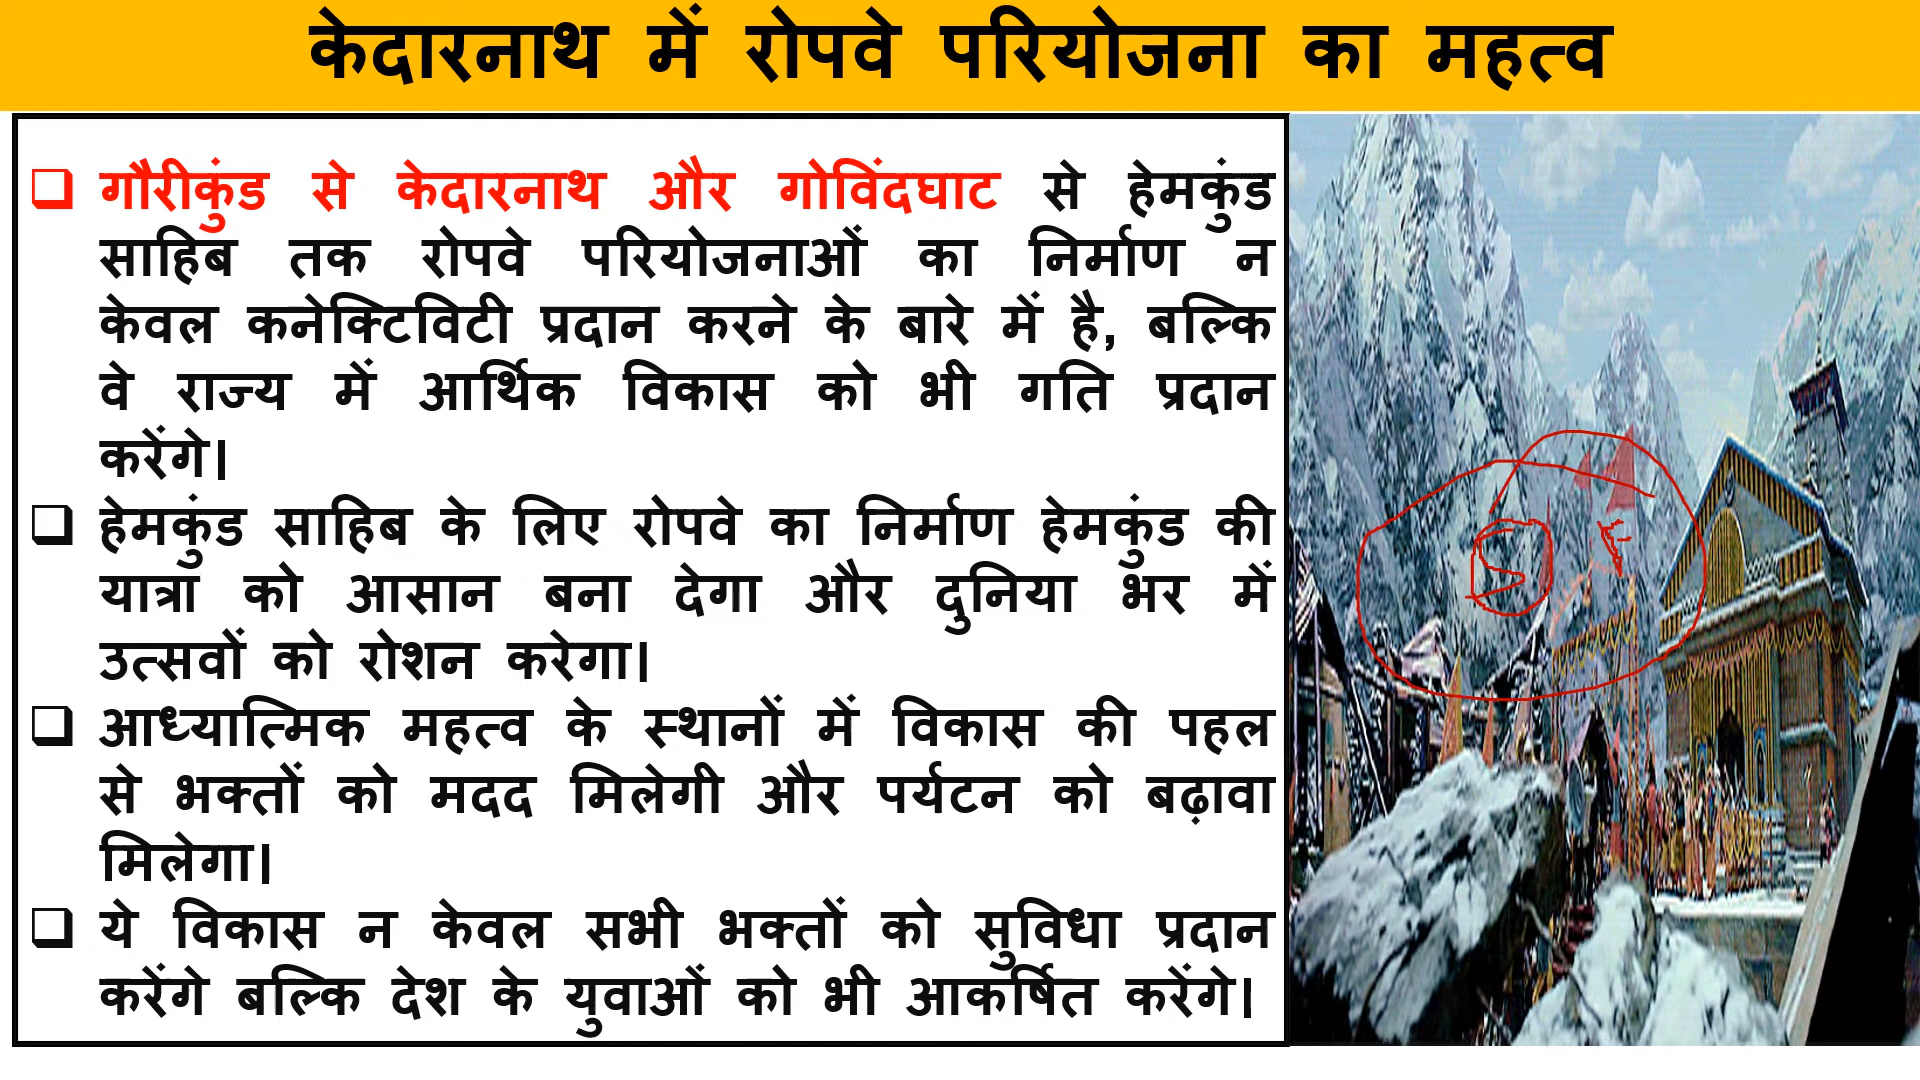 केदारनाथ में रोपवे परियोजना का महत्व
गौरीकुंड से केदारनाथ और गोविंदघाट से हेमकुंड
साहिब तक रोपवे परियोजनाओं का निर्माण न
केवल कनेक्टिविटी प्रदान करने के बारे में है, बल्कि
वे राज्य में आर्थिक विकास को भी गति प्रदान
करेंगे।
हेमकुंड साहिब के लिए रोपवे का निर्माण हेमकुंड की
यात्रा को आसान बना देगा और दुनिया भर में
उत्सवों को रोशन करेगा।
आध्यात्मिक महत्व के स्थानों में विकास की पहल
से भक्तों को मदद मिलेगी और पर्यटन को बढ़ावा
मिलेगा।
ये विकास न केवल सभी भक्तों को सुविधा प्रदान
करेंगे बल्कि देश के युवाओं को भी आकर्षित करेंगे।